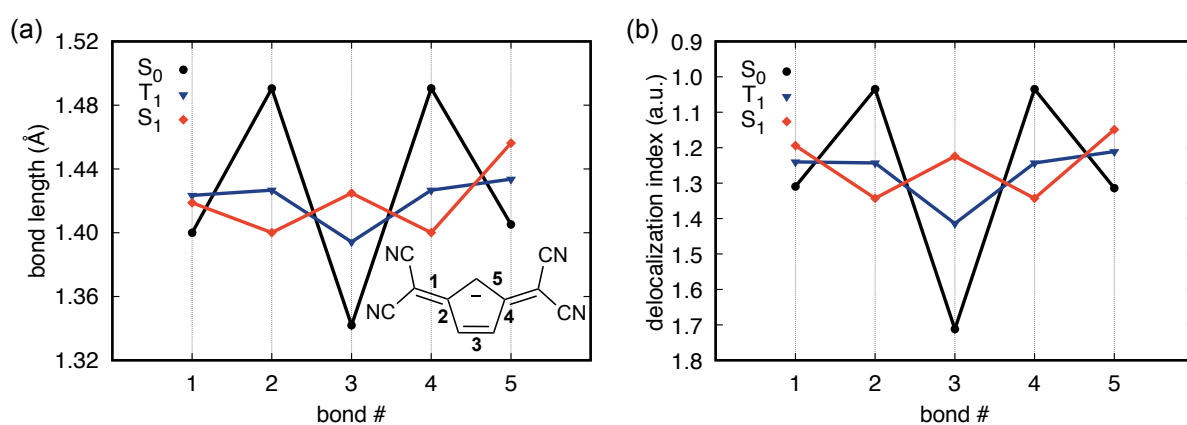 (a)
bond length (Å)
1.52
1.48
1.44
1.40
1.36
1.32
S0
T1
S1
NC
NC
1
2
3
4
5
−
CN
CN
1 2 3 4 5
bond #
(b)
delocalization index (a.u.)
0.9
1.0
1.1
1.2
1.3
1.4
1.5
1.6
1.7
1.8
S0
T1
S1
1 2 3 4 5
bond #